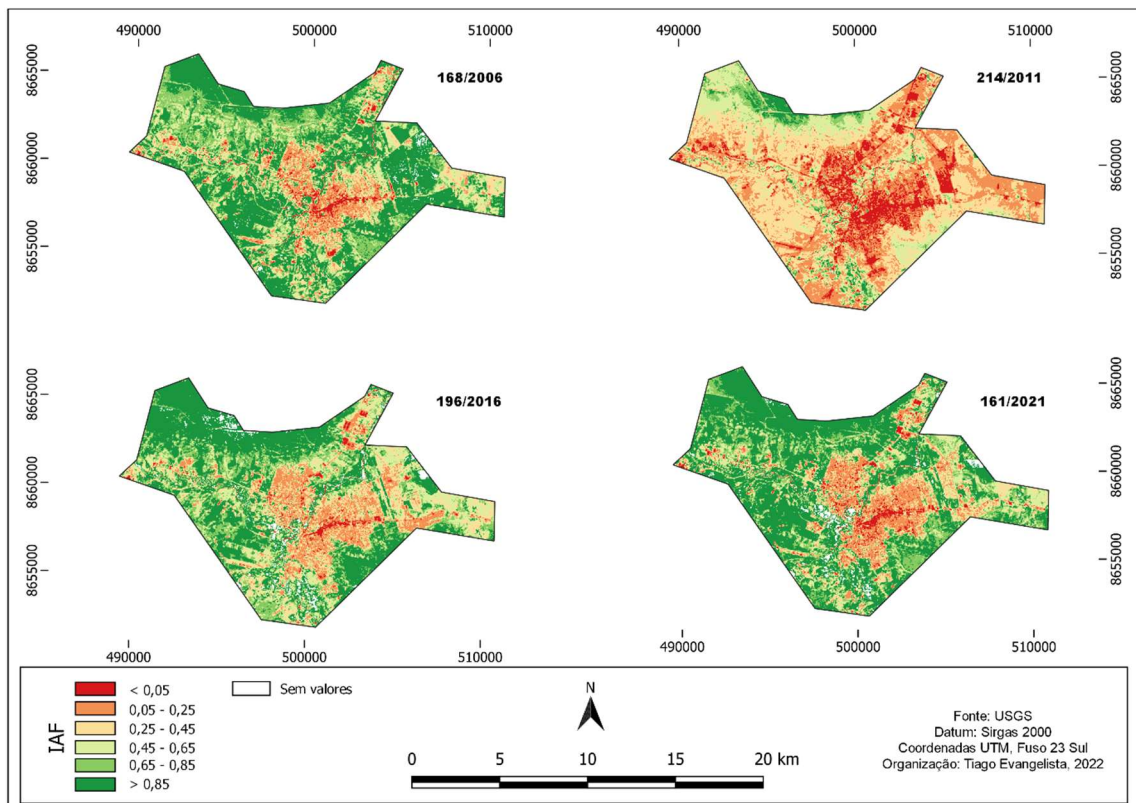 490000 500000 510000
490000 500000 510000
8665000
8660000
8655000
168/2006
214/2011
8665000
8660000
8655000
8665000
8660000
8655000
196/2016
161/2021
8665000
8660000
8655000
490000 500000 510000
490000 500000 510000
IAF
< 0,05
0,05 - 0,25
0,25 - 0,45
0,45 - 0,65
0,65 - 0,85
> 0,85
Sem valores
N
0 5 10 15 20 km
Fonte: USGS
Datum: Sirgas 2000
Coordenadas UTM, Fuso 23 Sul
Organização: Tiago Evangelista, 2022